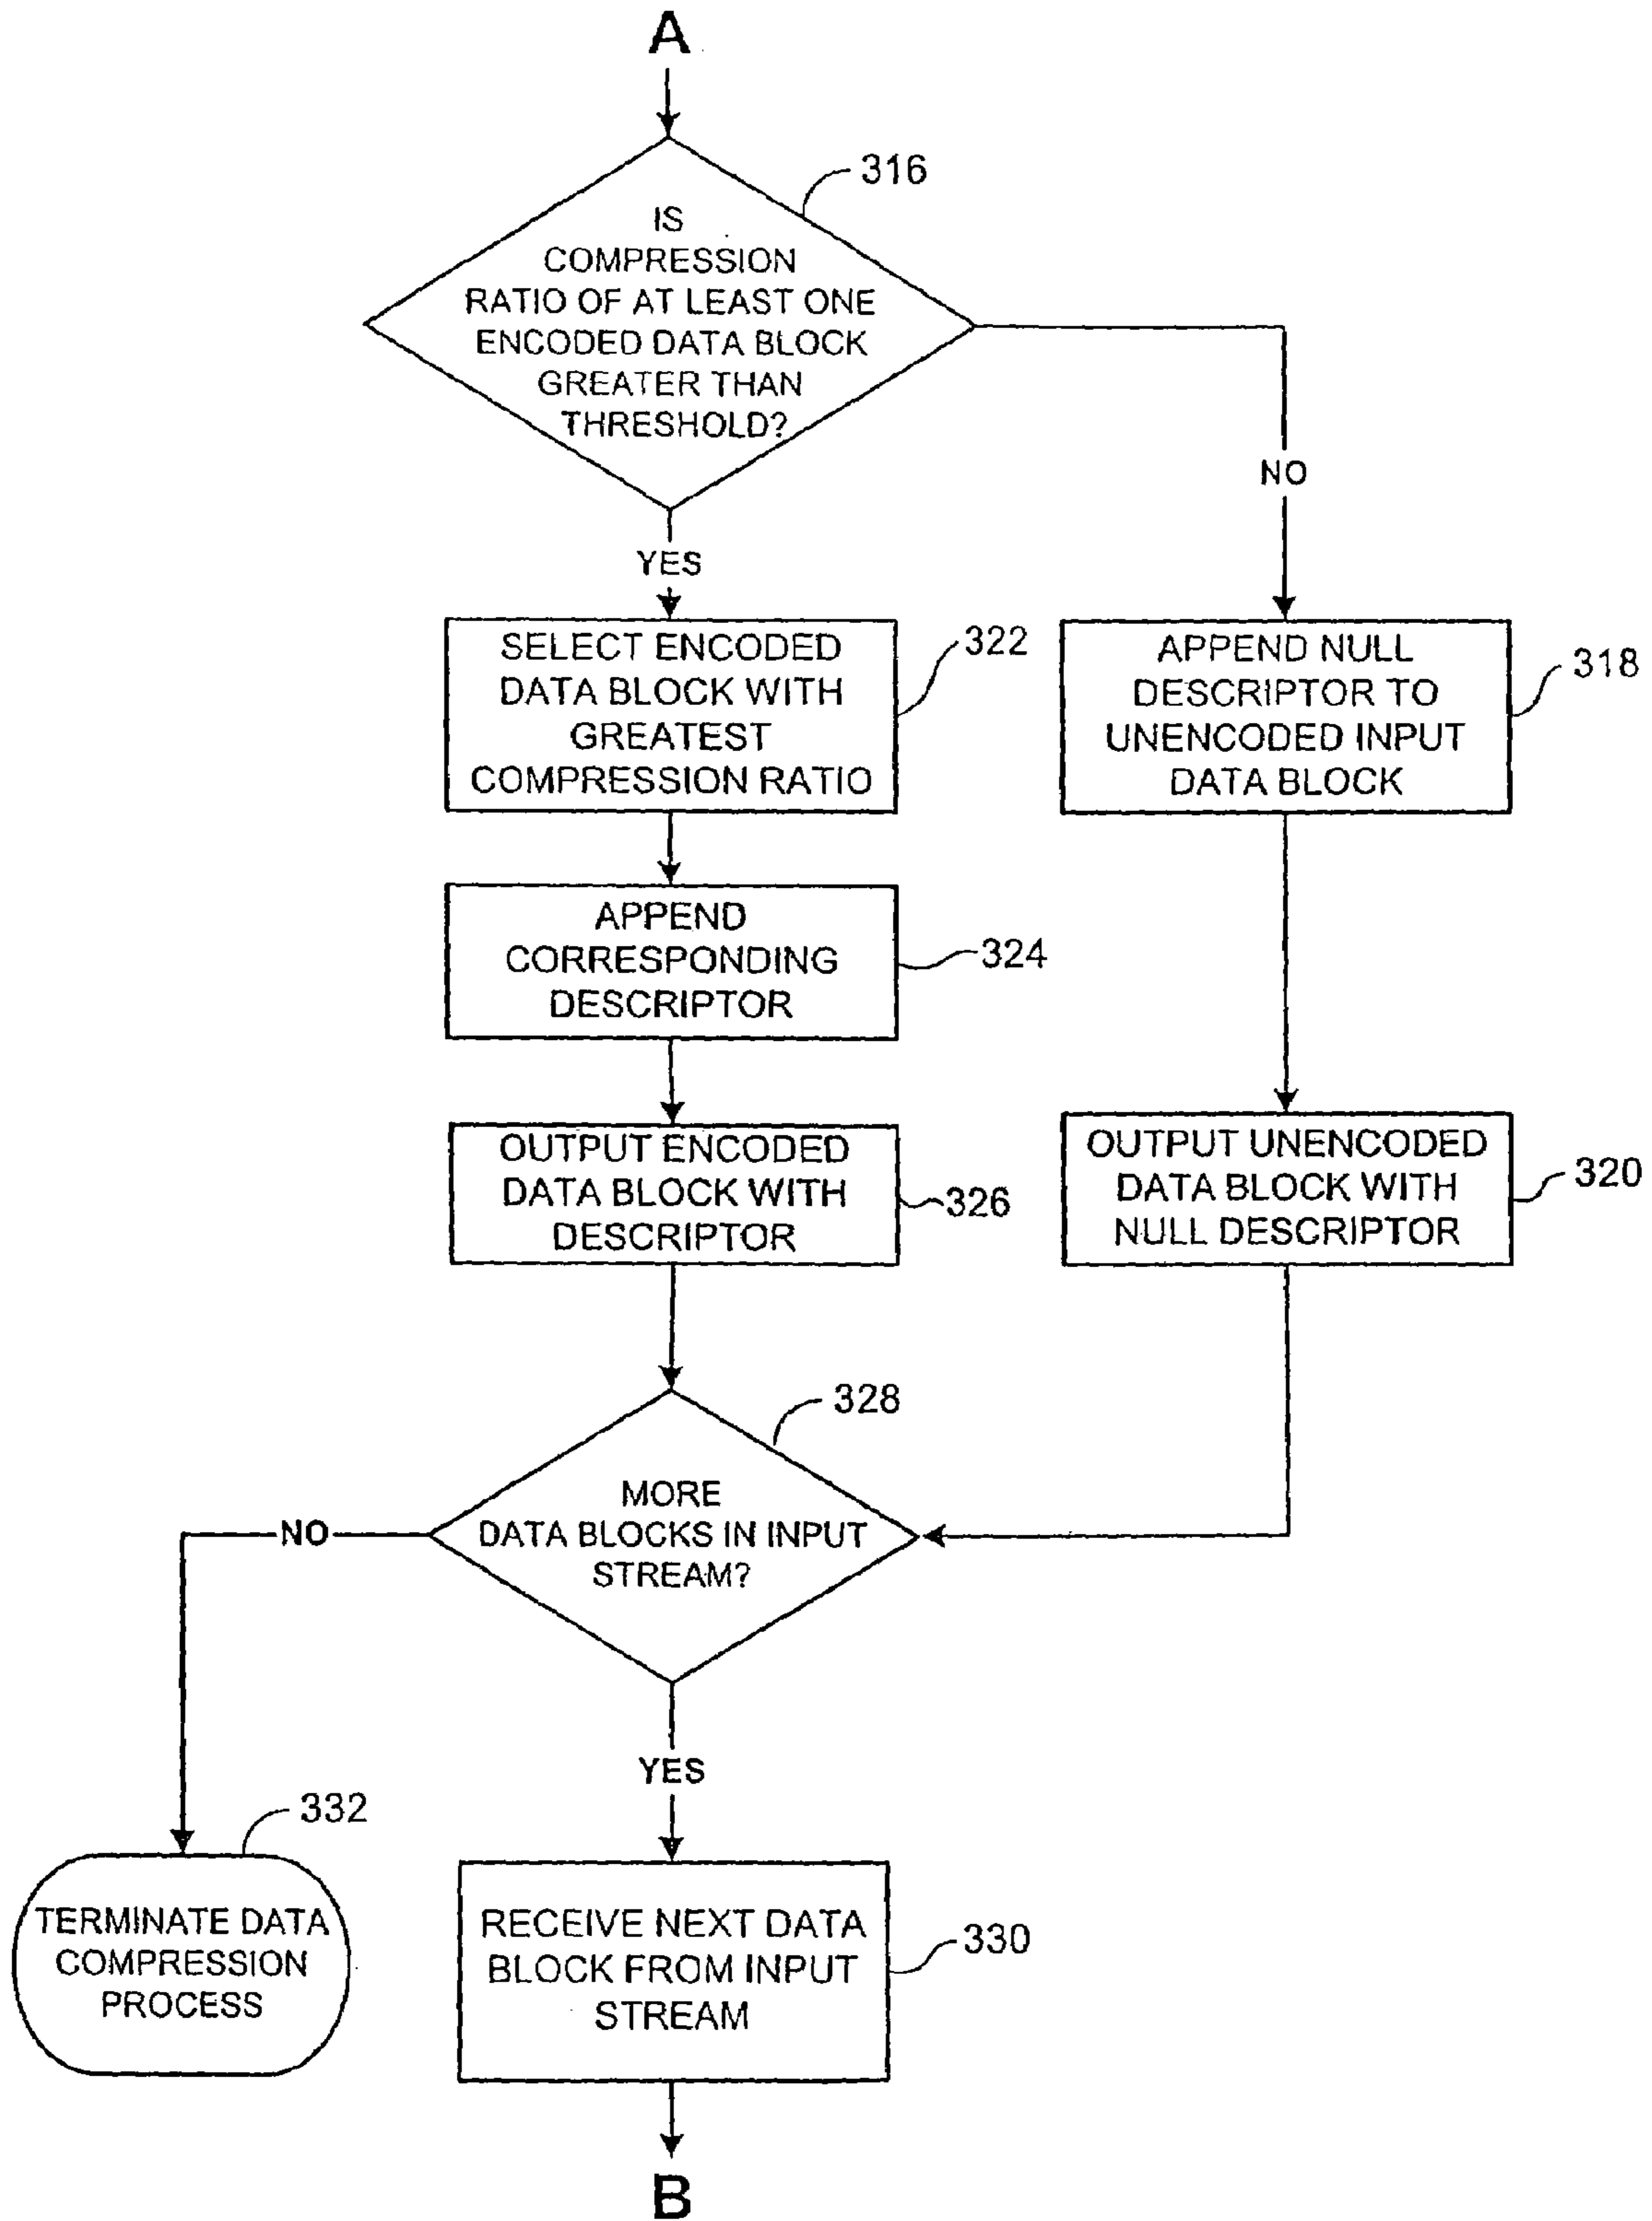 A
316
IS
COMPRESSION
RATIO OF AT LEAST ONE
ENCODED DATA BLOCK
GREATER THAN
THRESHOLD?
NO
YES
SELECT ENCODED
DATA BLOCK WITH
GREATEST
COMPRESSION RATIO
322
APPEND NULL
DESCRIPTOR TO
UNENCODED INPUT
DATA BLOCK
318
APPEND
CORRESPONDING
DESCRIPTOR
324
OUTPUT ENCODED
DATA BLOCK WITH
DESCRIPTOR
326
OUTPUT UNENCODED
DATA BLOCK WITH
NULL DESCRIPTOR
320
328
MORE
DATA BLOCKS IN INPUT
STREAM?
NO
YES
332
TERMINATE DATA
COMPRESSION
PROCESS
RECEIVE NEXT DATA
BLOCK FROM INPUT
STREAM
330
B